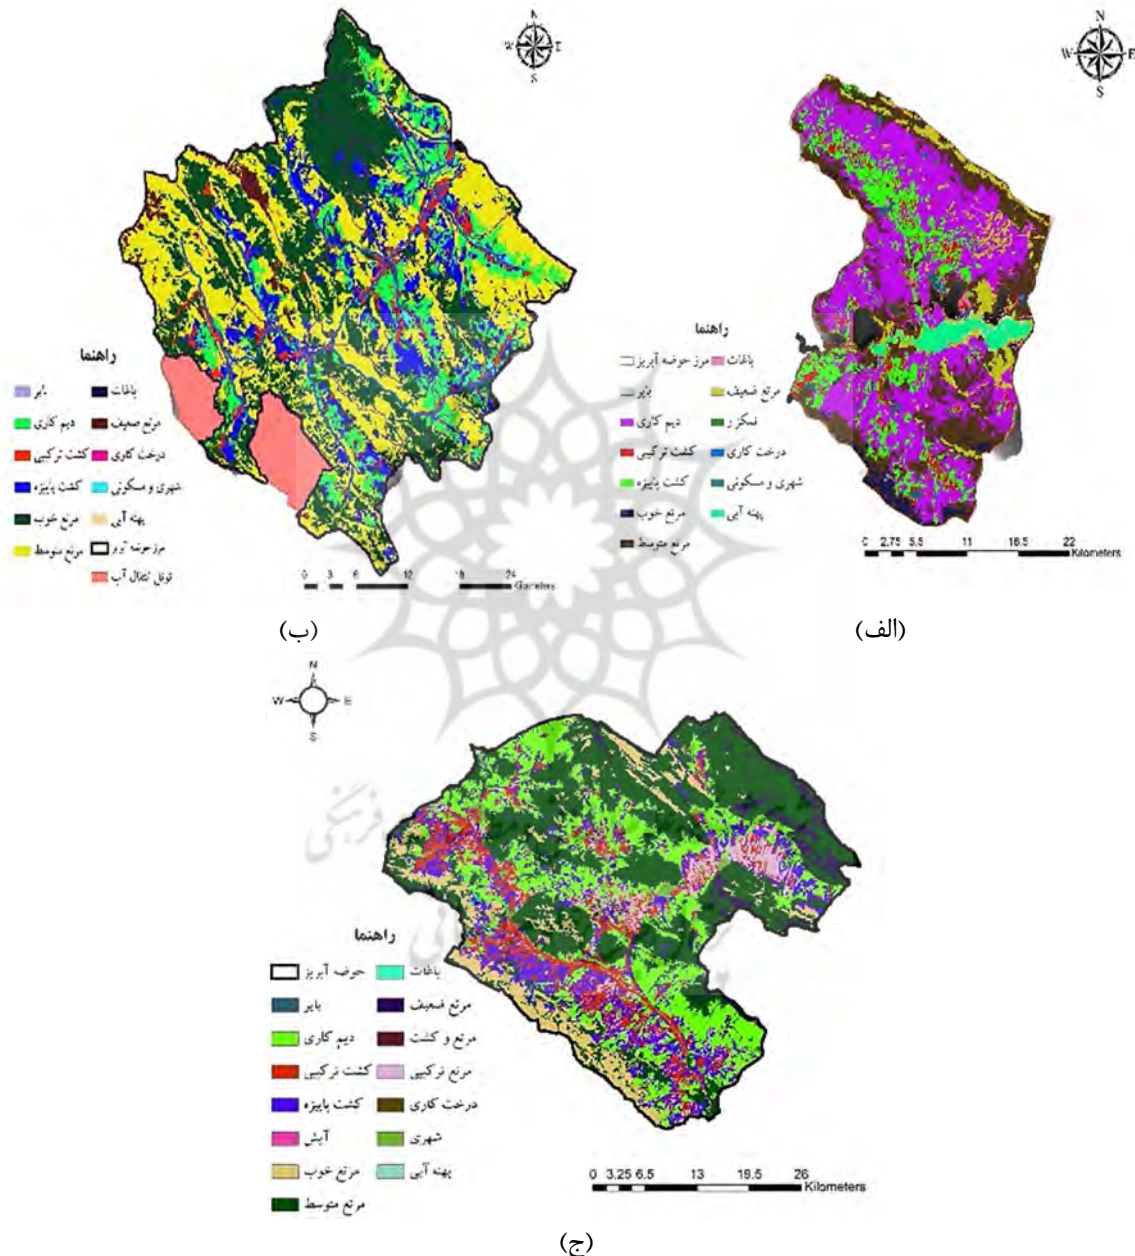 N
W E
S
راهنما
بایر
باغات
دیم کاری
مرتع ضعیف
کشت ترکیبی
درخت کاری
کشت پاییزه
شهری و مسکونی
مرتع خوب
پهنه آبی
مرتع متوسط
مرز حوضه آبریز
تونل انتقال آب
0 3 6 12 18 24
(ب)
N
W E
S
راهنما
مرز حوضه آبریز
باغات
بایر
مرتع ضعیف
دیم کاری
نمکزر
کشت ترکیبی
درخت کاری
کشت پاییزه
شهری و مسکونی
مرتع خوب
پهنه آبی
مرتع متوسط
0 2.75 5.5 11 16.5 22
Kilometers
(الف)
N
W E
S
فرهنگی
راهنما
حوضه آبریز
باغات
بایر
مرتع ضعیف
دیم کاری
مرتع و کشت
کشت ترکیبی
مرتع ترکیبی
کشت پاییزه
درخت کاری
آیش
شهری
مرتع خوب
پهنه آبی
مرتع متوسط
0 3.25 6.5 13 19.5 26
Kilometers
(ج)